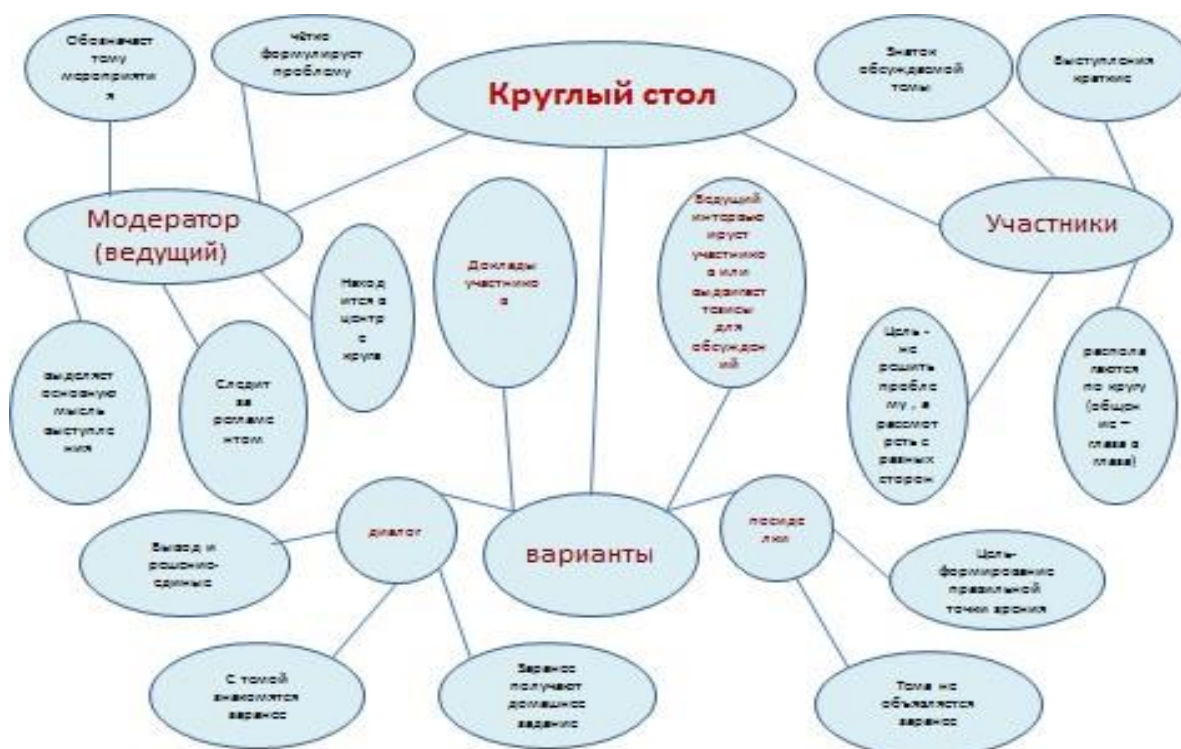 Обозначает
тему
мероприяти
я
чётко
формулирует
проблему
Круглый стол
Знаток
обсуждаемой
темы
Выступления
краткие
Модератор
(ведущий)
Доклады
участнико
в
Ведущий
интервью
ирует
участнико
в или
выдвигает
тезисы
для
обсужден
ий
Участники
Наход
ится в
центр
е
круга
выделяет
основную
мысль
выступле
ния
Следит
за
регламе
нтом
Цель -
не
решить
пробле
му , а
рассмот
реть с
разных
сторон
распола
гаются
по кругу
(общен
ие –
глаза в
глаза)
диалог
варианты
посиде
лки
Вывод и
решение-
единые
Цель-
формирование
правильной
точки зрения
С темой
знакомятся
заранее
Заранее
получают
домашнее
задание
Тема не
объявляется
заранее